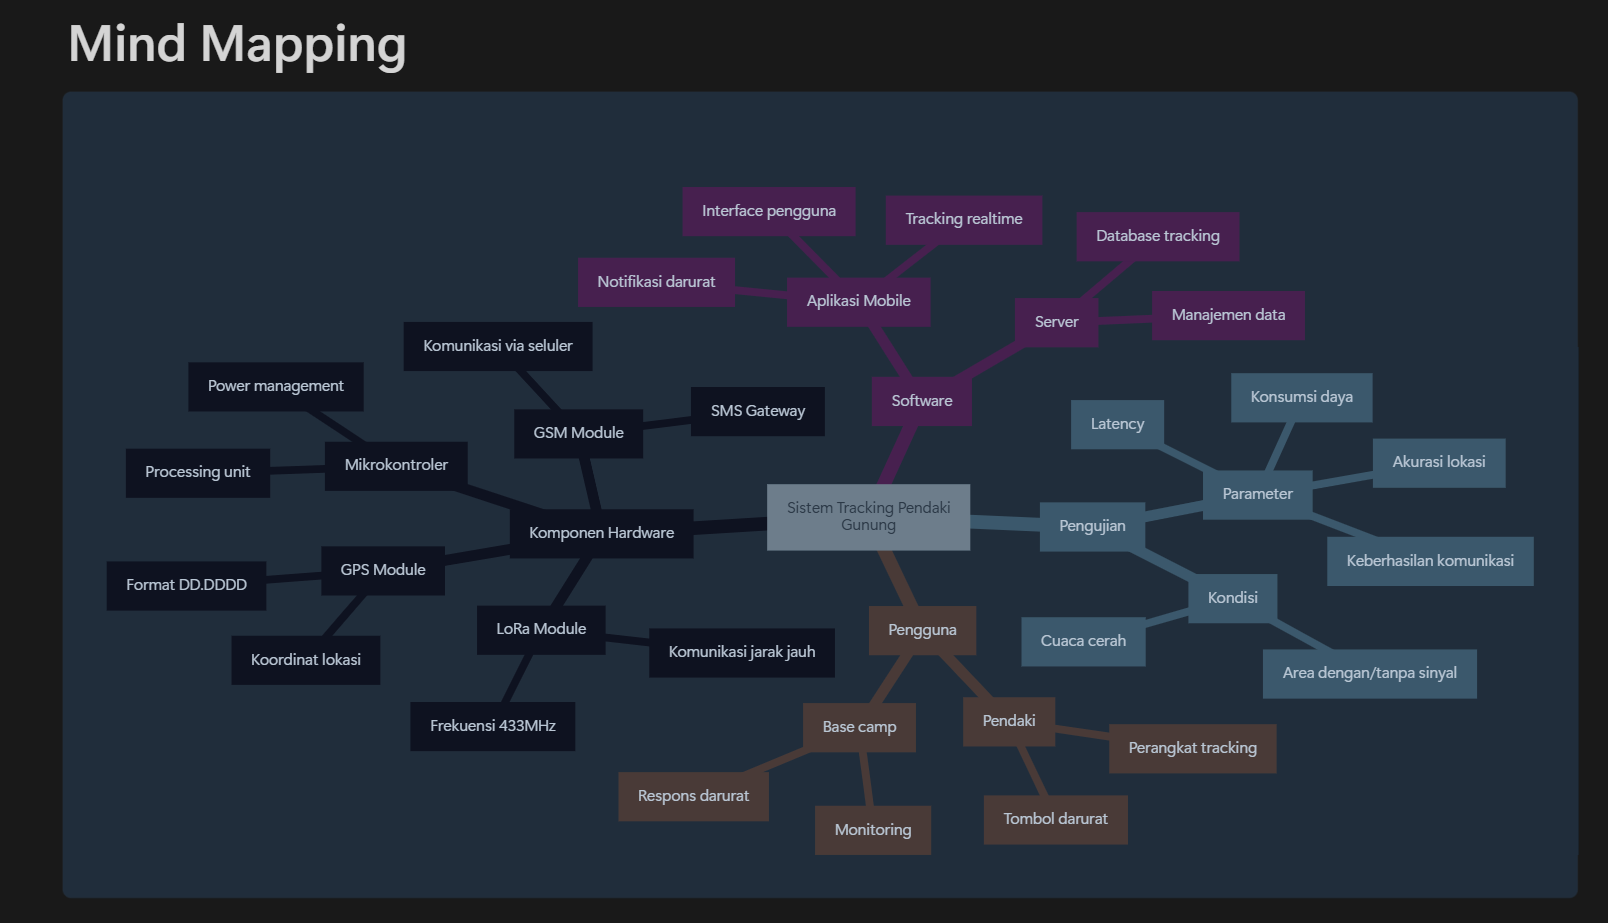 Mind Mapping
Interface pengguna
Tracking realtime
Database tracking
Notifikasi darurat
Aplikasi Mobile
Server
Manajemen data
Komunikasi via seluler
Power management
SMS Gateway
Software
GSM Module
Mikrokontroler
Processing unit
Konsumsi daya
Latency
Akurasi lokasi
Parameter
Sistem Tracking Pendaki
Gunung
Pengujian
Komponen Hardware
Keberhasilan komunikasi
GPS Module
Format DD.DDDD
Kondisi
LoRa Module
Pengguna
Cuaca cerah
Koordinat lokasi
Komunikasi jarak jauh
Area dengan/tanpa sinyal
Frekuensi 433MHz
Base camp
Pendaki
Perangkat tracking
Respons darurat
Monitoring
Tombol darurat